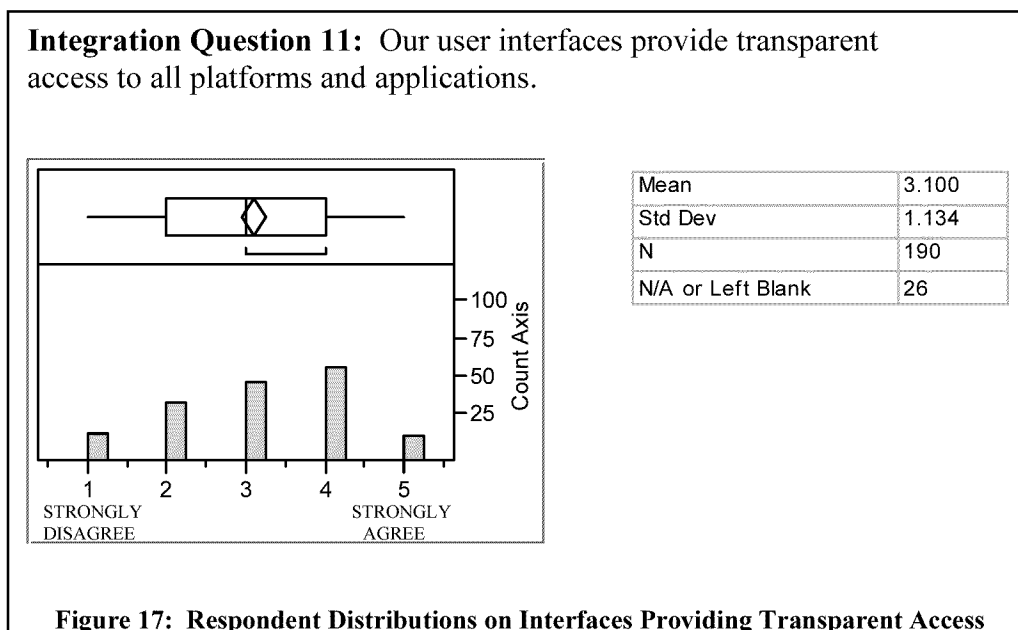 Integration Question 11: Our user interfaces provide transparent
access to all platforms and applications.
Mean 3.100
Std Dev 1.134
N 190
N/A or Left Blank 26
100
75
50
25
Count Axis
1 2 3 4 5
STRONGLY DISAGREE
STRONGLY AGREE
Figure 17: Respondent Distributions on Interfaces Providing Transparent Access